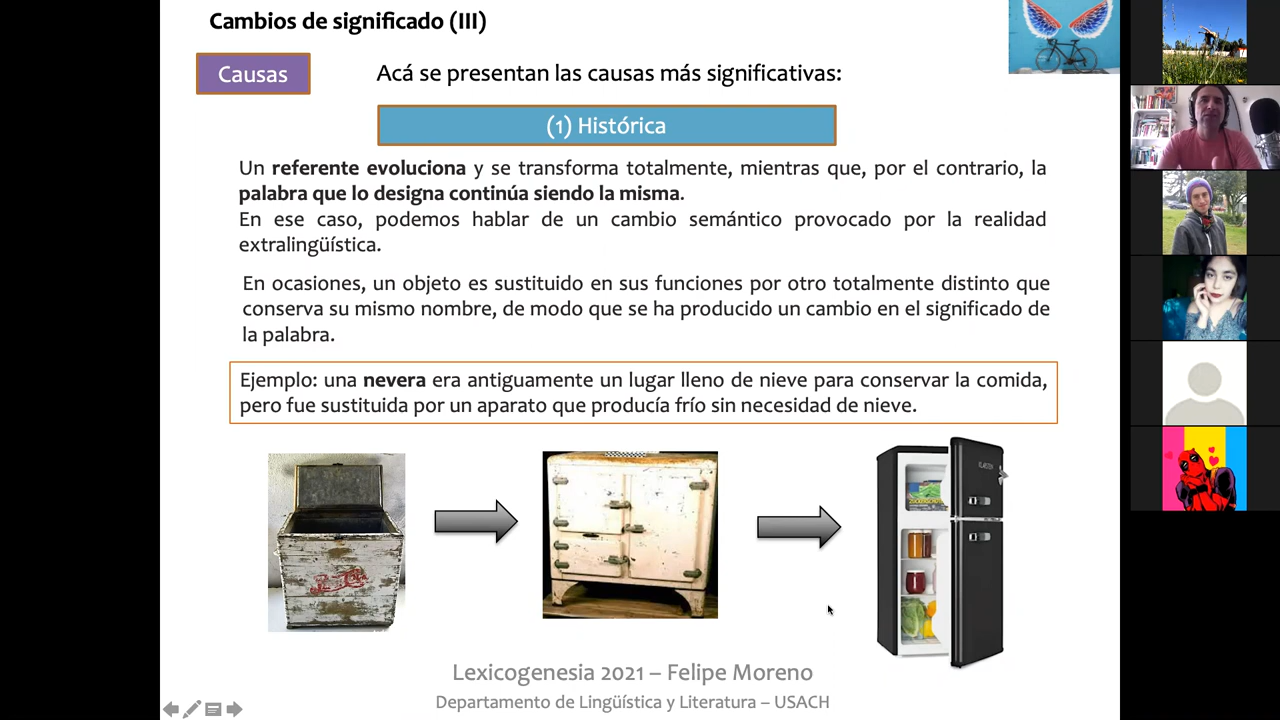 Cambios de significado (III)
Causas
Acá se presentan las causas más significativas:
(1) Histórica
Un referente evoluciona y se transforma totalmente, mientras que, por el contrario, la
palabra que lo designa continúa siendo la misma.
En ese caso, podemos hablar de un cambio semántico provocado por la realidad
extralingüística.
En ocasiones, un objeto es sustituido en sus funciones por otro totalmente distinto que
conserva su mismo nombre, de modo que se ha producido un cambio en el significado de
la palabra.
Ejemplo: una nevera era antiguamente un lugar lleno de nieve para conservar la comida,
pero fue sustituida por un aparato que producía frío sin necesidad de nieve.
Lexicogenesia 2021 – Felipe Moreno
Departamento de Lingüística y Literatura – USACH